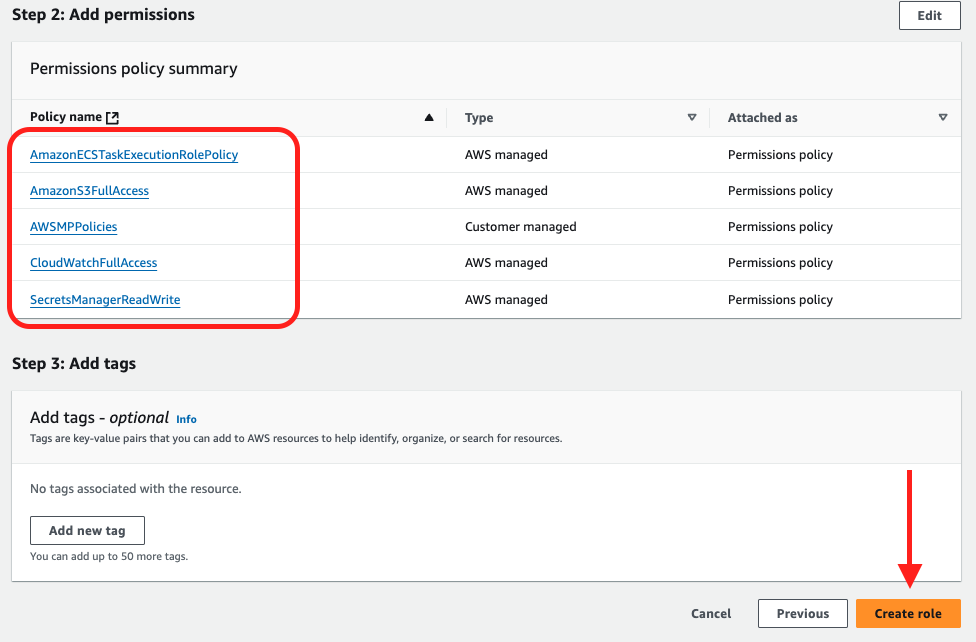 Step 2: Add permissions
Edit
Permissions policy summary
Policy name Type Attached as
AmazonECSTaskExecutionRolePolicy AWS managed Permissions policy
AmazonS3FullAccess AWS managed Permissions policy
AWSMPPolicies Customer managed Permissions policy
CloudWatchFullAccess AWS managed Permissions policy
SecretsManagerReadWrite AWS managed Permissions policy
Step 3: Add tags
Add tags - optional Info
Tags are key-value pairs that you can add to AWS resources to help identify, organize, or search for resources.
No tags associated with the resource.
Add new tag
You can add up to 50 more tags.
Cancel Previous Create role